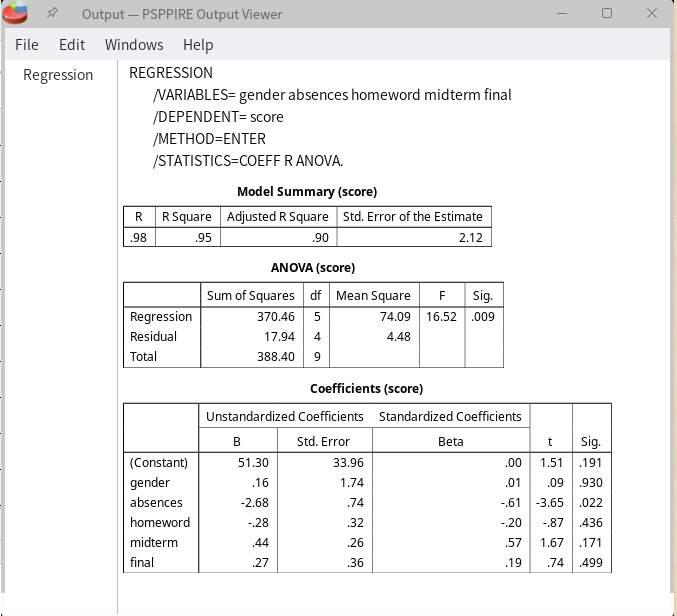 Output — PSPPIRE Output Viewer
File Edit Windows Help
Regression
REGRESSION
/VARIABLES= gender absences homeword midterm final
/DEPENDENT= score
/METHOD=ENTER
/STATISTICS=COEFF R ANOVA.
Model Summary (score)
R R Square Adjusted R Square Std. Error of the Estimate
.98 .95 .90 2.12
ANOVA (score)
Sum of Squares df Mean Square F Sig.
Regression 370.46 5 74.09 16.52 .009
Residual 17.94 4 4.48
Total 388.40 9
Coefficients (score)
Unstandardized Coefficients Standardized Coefficients
B Std. Error Beta t Sig.
(Constant) 51.30 33.96 .00 1.51 .191
gender .16 1.74 .01 .09 .930
absences -2.68 .74 -.61 -3.65 .022
homeword -.28 .32 -.20 -.87 .436
midterm .44 .26 .57 1.67 .171
final .27 .36 .19 .74 .499